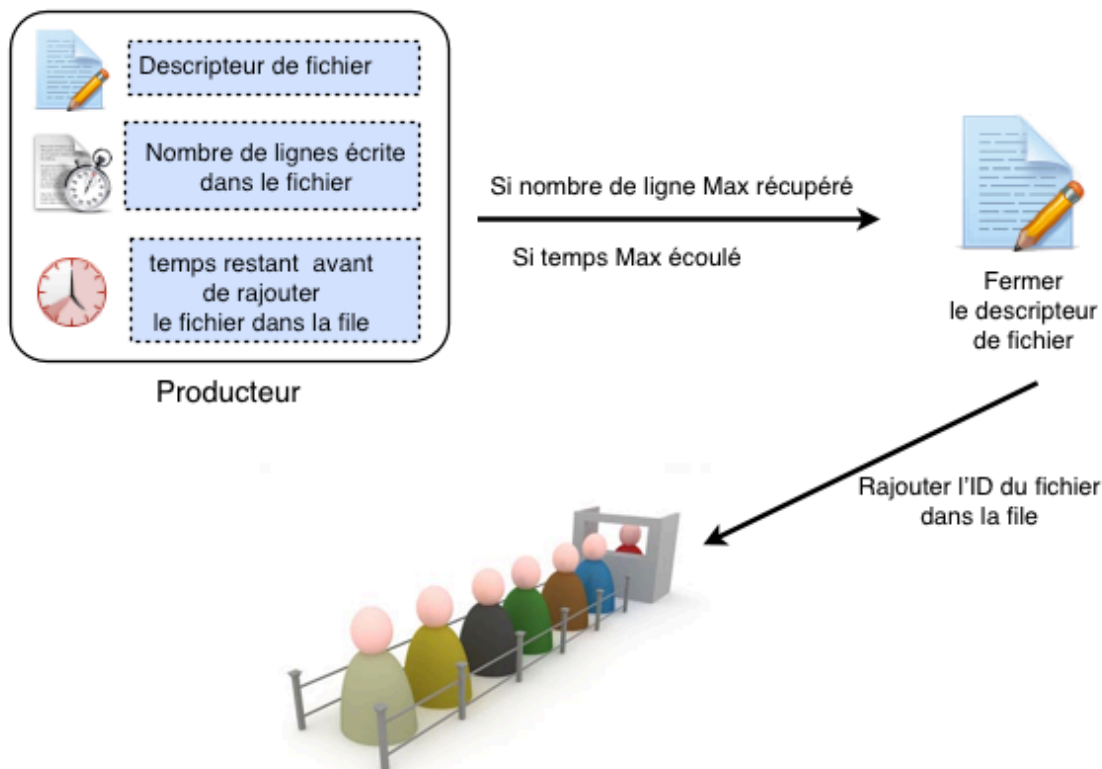 Descripteur de fichier
Nombre de lignes écrite
dans le fichier
temps restant avant
de rajouter
le fichier dans la file
Producteur
Si nombre de ligne Max récupéré
Si temps Max écoulé
Fermer
le descripteur
de fichier
Rajouter l'ID du fichier
dans la file